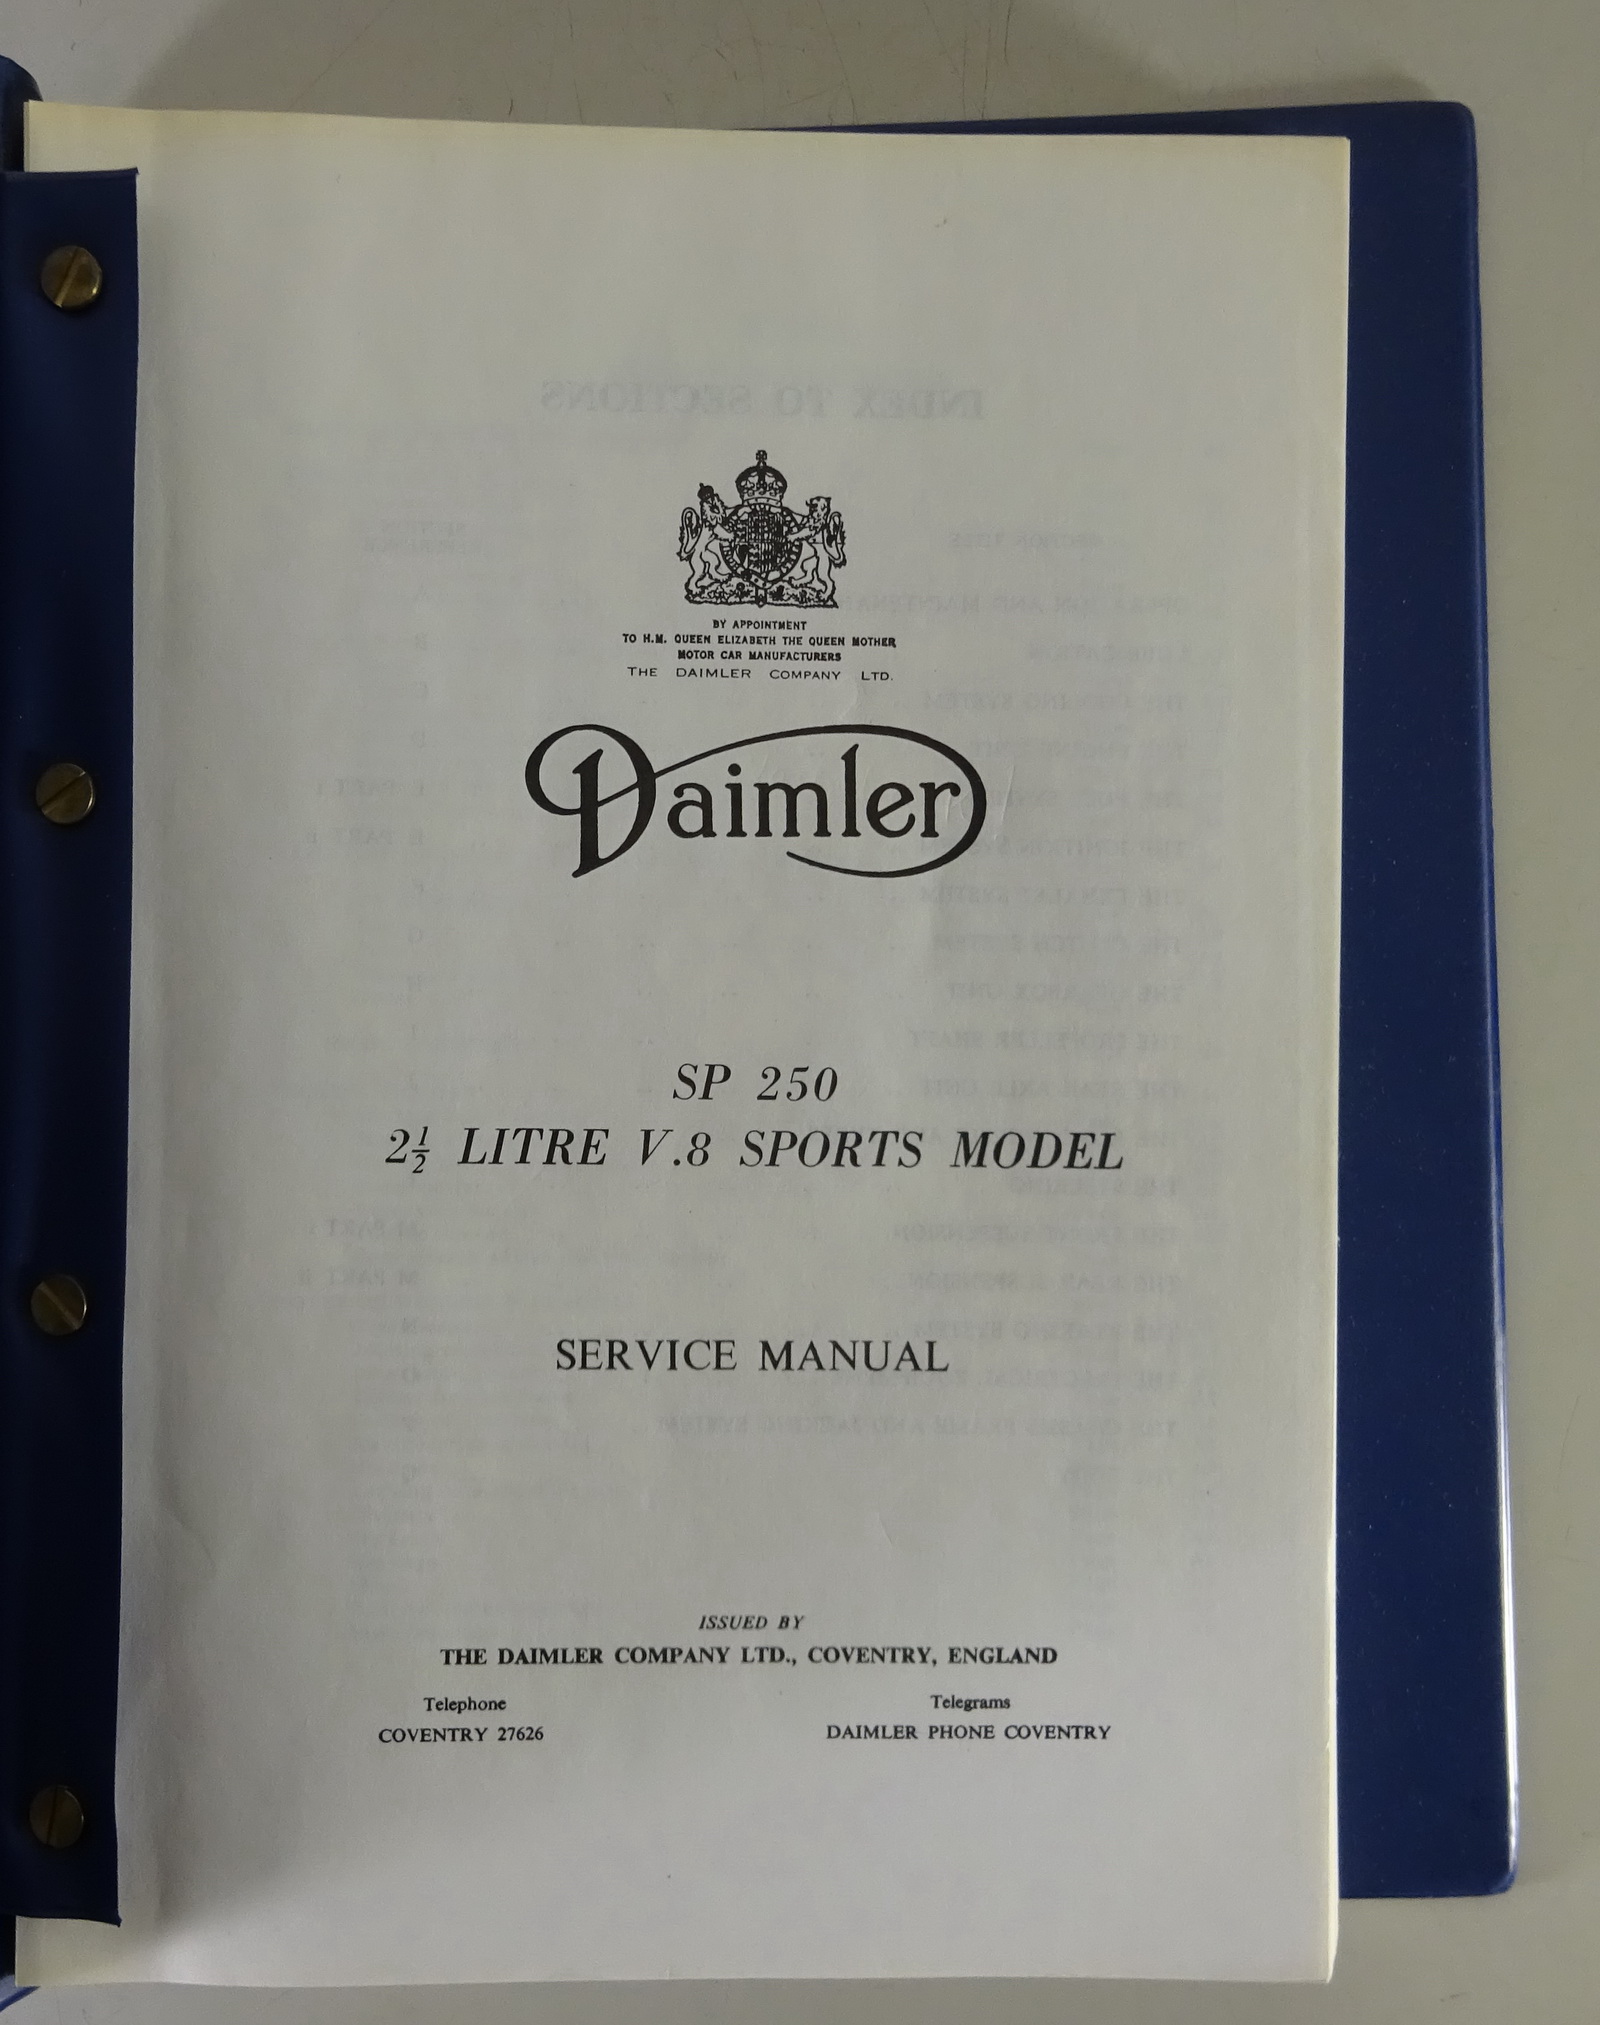 BY APPOINTMENT
TO H.M. QUEEN ELIZABETH THE QUEEN MOTHER
MOTOR CAR MANUFACTURERS
THE DAIMLER COMPANY LTD.
Daimler
SP 250
2½ LITRE V.8 SPORTS MODEL
SERVICE MANUAL
ISSUED BY
THE DAIMLER COMPANY LTD., COVENTRY, ENGLAND
Telephone
COVENTRY 27626
Telegrams
DAIMLER PHONE COVENTRY